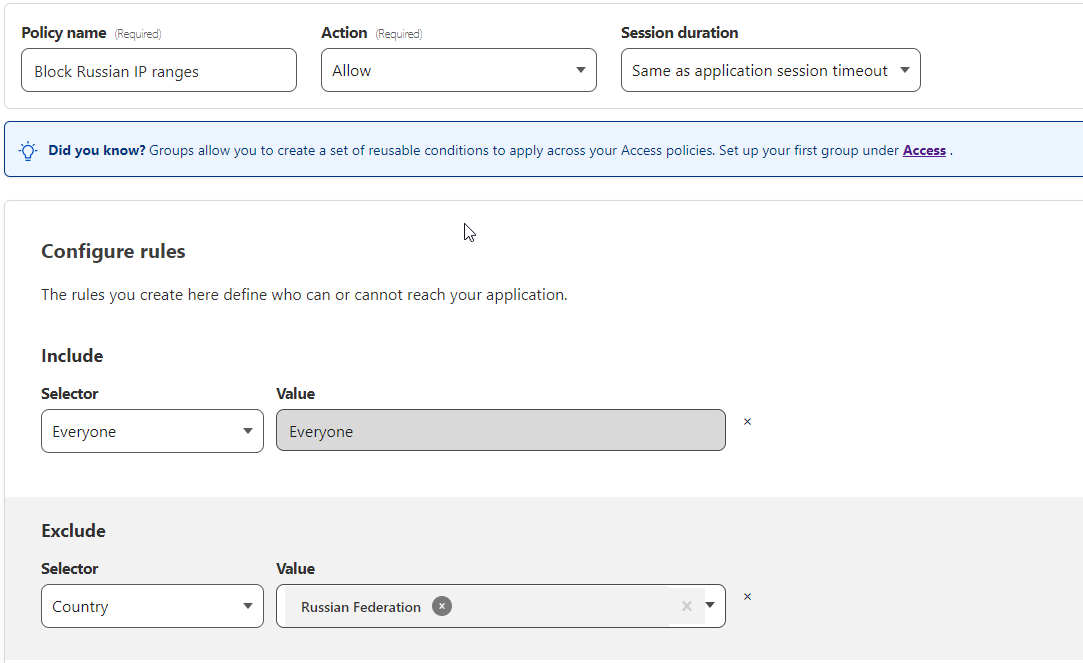 Policy name (Required) Action (Required) Session duration
Block Russian IP ranges Allow Same as application session timeout
Did you know? Groups allow you to create a set of reusable conditions to apply across your Access policies. Set up your first group under Access .
Configure rules
The rules you create here define who can or cannot reach your application.
Include
Selector Value
Everyone Everyone
Exclude
Selector Value
Country Russian Federation